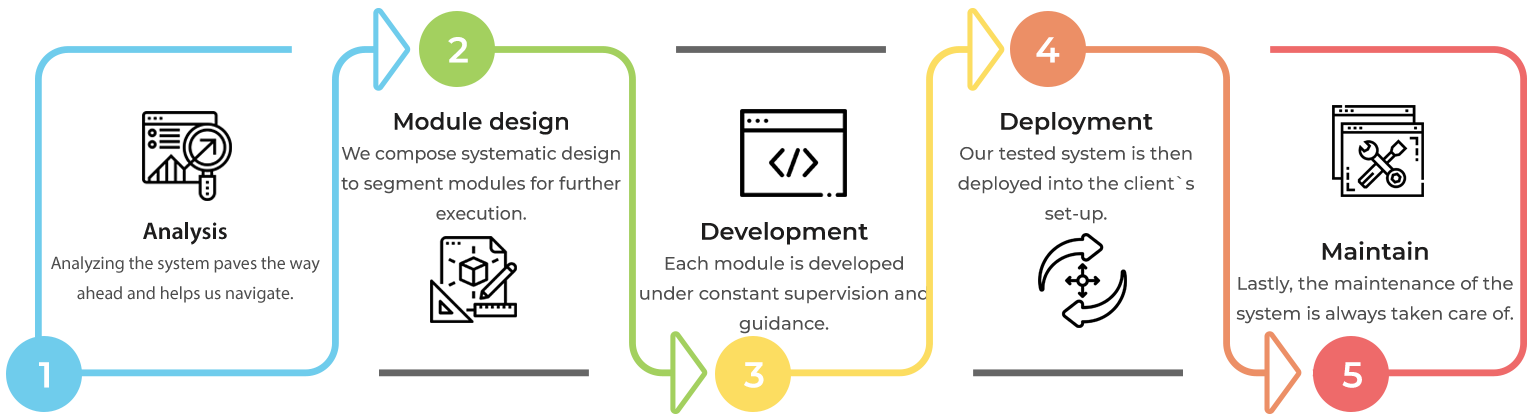 1
Analysis
Analyzing the system paves the way
ahead and helps us navigate.
2
Module design
We compose systematic design
to segment modules for further
execution.
3
Development
Each module is developed
under constant supervision and
guidance.
4
Deployment
Our tested system is then
deployed into the client`s
set-up.
5
Maintain
Lastly, the maintenance of the
system is always taken care of.